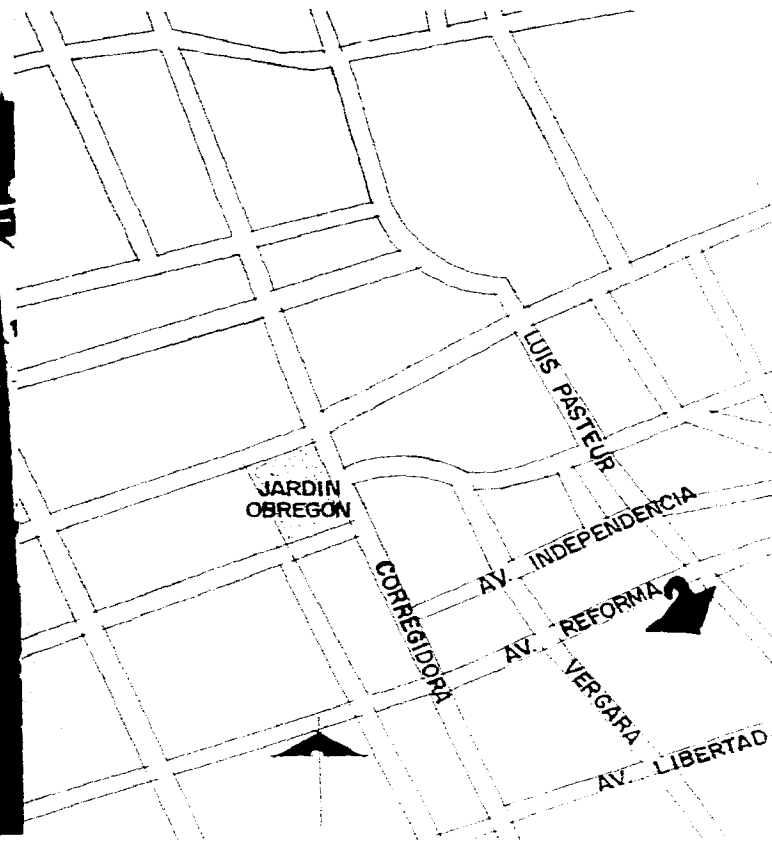 LUIS PASTEUR
JARDIN
OBREGON
AV. INDEPENDENCIA
CORREGIDORA
AV. REFORMA
VERGARA
AV. LIBERTAD